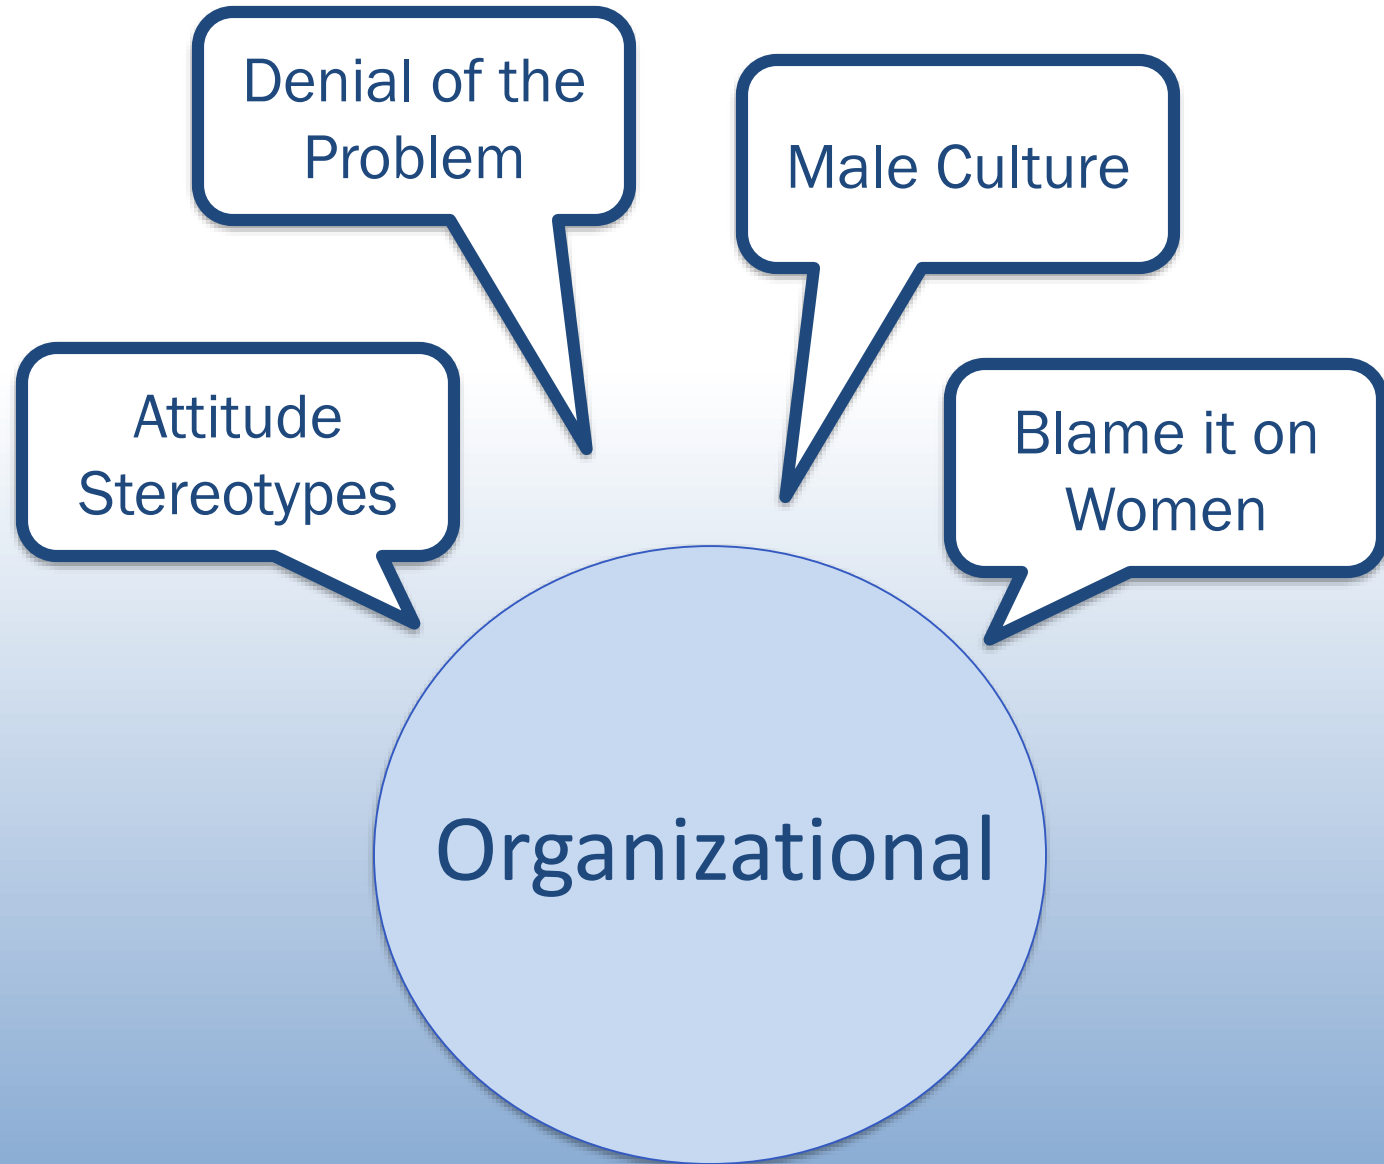 Denial of the
Problem
Male Culture
Attitude
Stereotypes
Blame it on
Women
Organizational